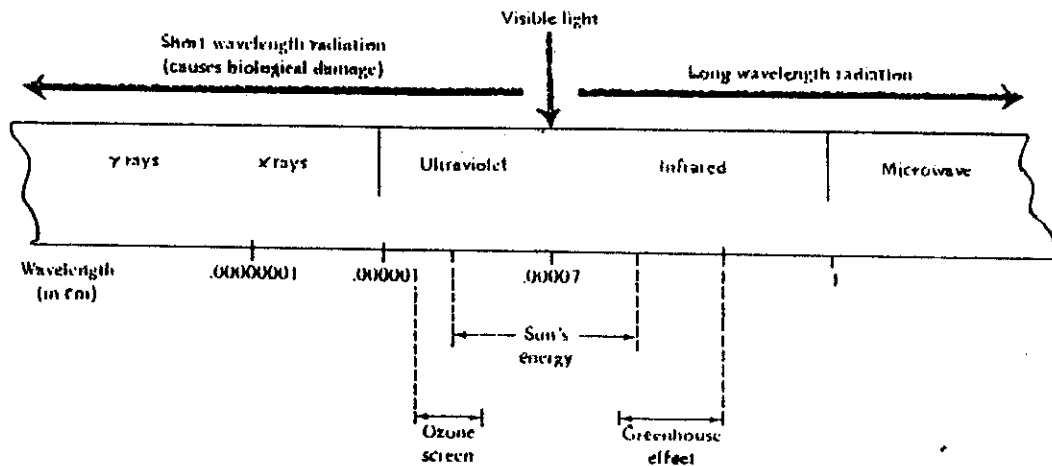 Visible light
Short wavelength radiation
(causes biological damage)
Long wavelength radiation
γ rays
x rays
Ultraviolet
Infrared
Microwave
Wavelength
(in cm)
.00000001
.000001
.00007
1
Sun's
energy
Ozone
screen
Greenhouse
effect